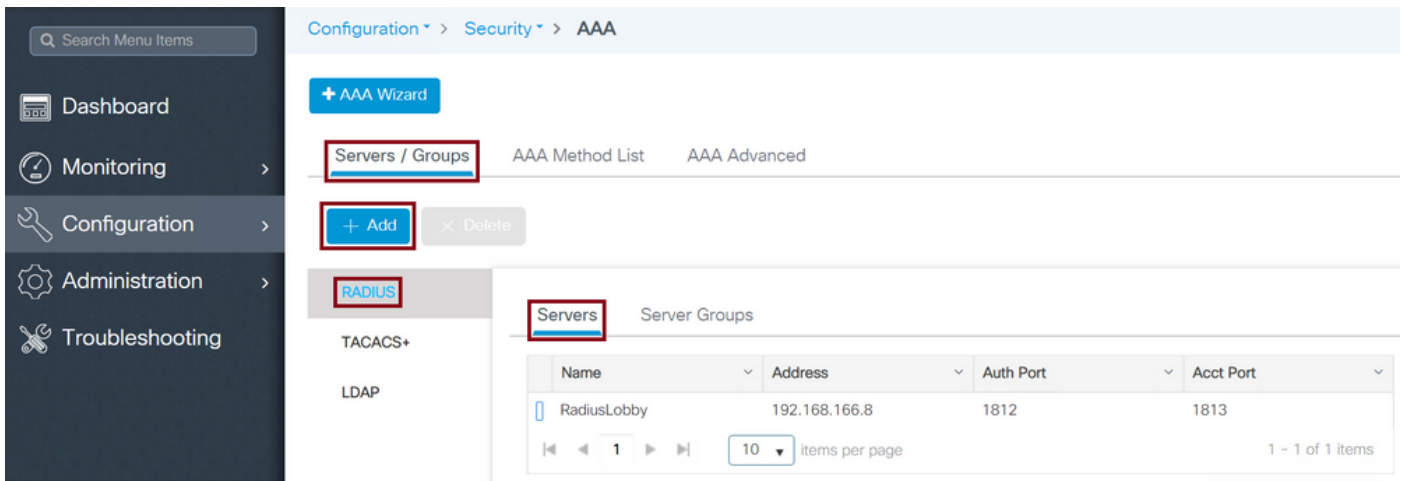 Search Menu Items
Dashboard
Monitoring
Configuration
Administration
Troubleshooting
Configuration > Security > AAA
+ AAA Wizard
Servers / Groups AAA Method List AAA Advanced
+ Add × Delete
RADIUS
TACACS+
LDAP
Servers Server Groups
Name Address Auth Port Acct Port
RadiusLobby 192.168.166.8 1812 1813
1 10 items per page 1 - 1 of 1 items